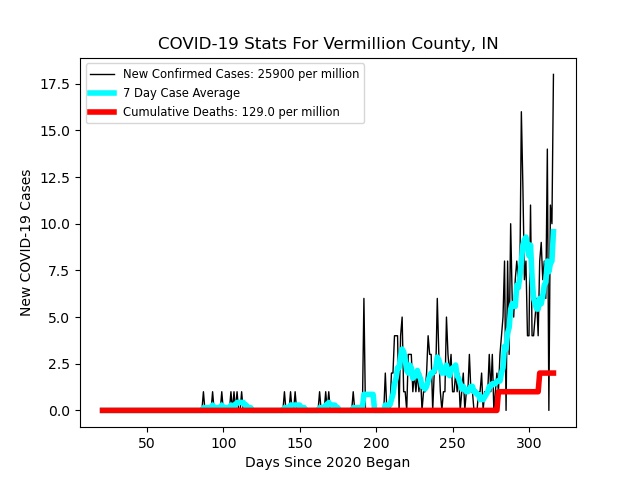 COVID-19 Stats For Vermillion County, IN
New Confirmed Cases: 25900 per million
7 Day Case Average
Cumulative Deaths: 129.0 per million
New COVID-19 Cases
17.5
15.0
12.5
10.0
7.5
5.0
2.5
0.0
50 100 150 200 250 300
Days Since 2020 Began